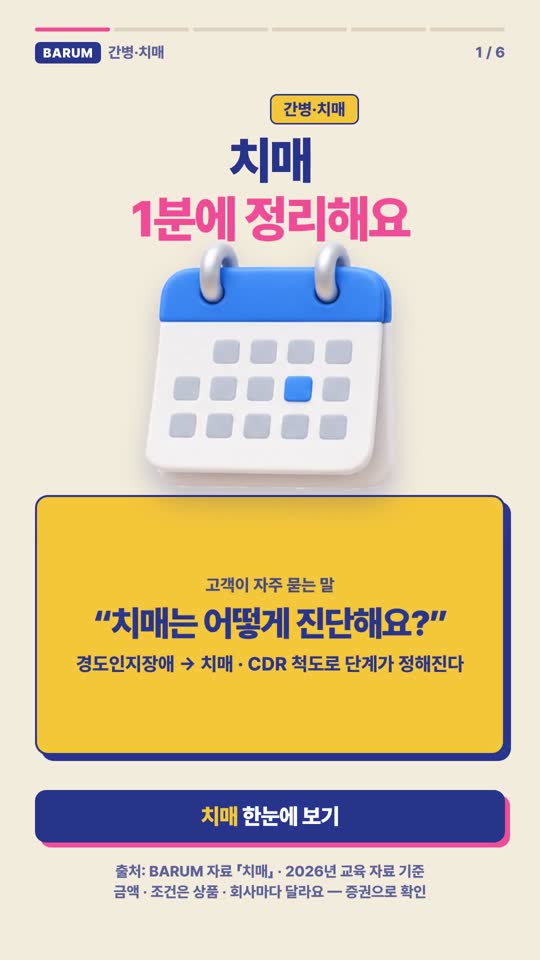 BARUM 간병·치매
1 / 6
간병·치매
치매
1분에 정리해요
고객이 자주 묻는 말
“치매는 어떻게 진단해요?”
경도인지장애 → 치매 · CDR 척도로 단계가 정해진다
치매 한눈에 보기
출처: BARUM 자료 「치매」 · 2026년 교육 자료 기준
금액 · 조건은 상품 · 회사마다 달라요 — 증권으로 확인